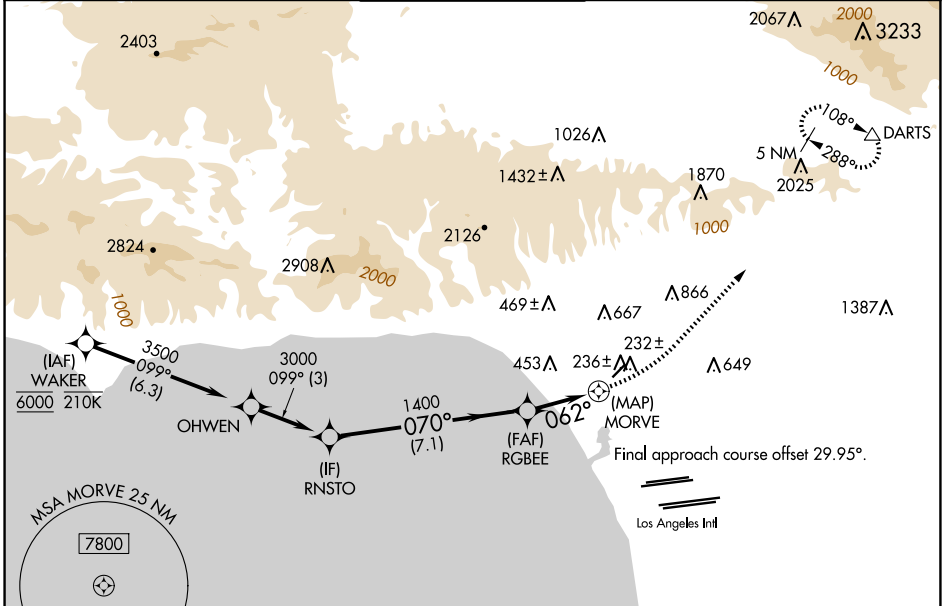 2067
2000
3233
2403
1000
108°
DARTS
5 NM
288°
1026
2025
1432±
1870
1000
2126
2824
2908
2000
1000
469±
667
866
1387
3500
099°
(6.3)
3000
099° (3)
453
236±
232±
649
(IAF)
WAKER
6000 210K
OHWEN
1400
070°
(7.1)
062°
(MAP)
MORVE
(IF)
RNSTO
(FAF)
RGBEE
Final approach course offset 29.95°.
Los Angeles Intl
MSA MORVE 25 NM
7800